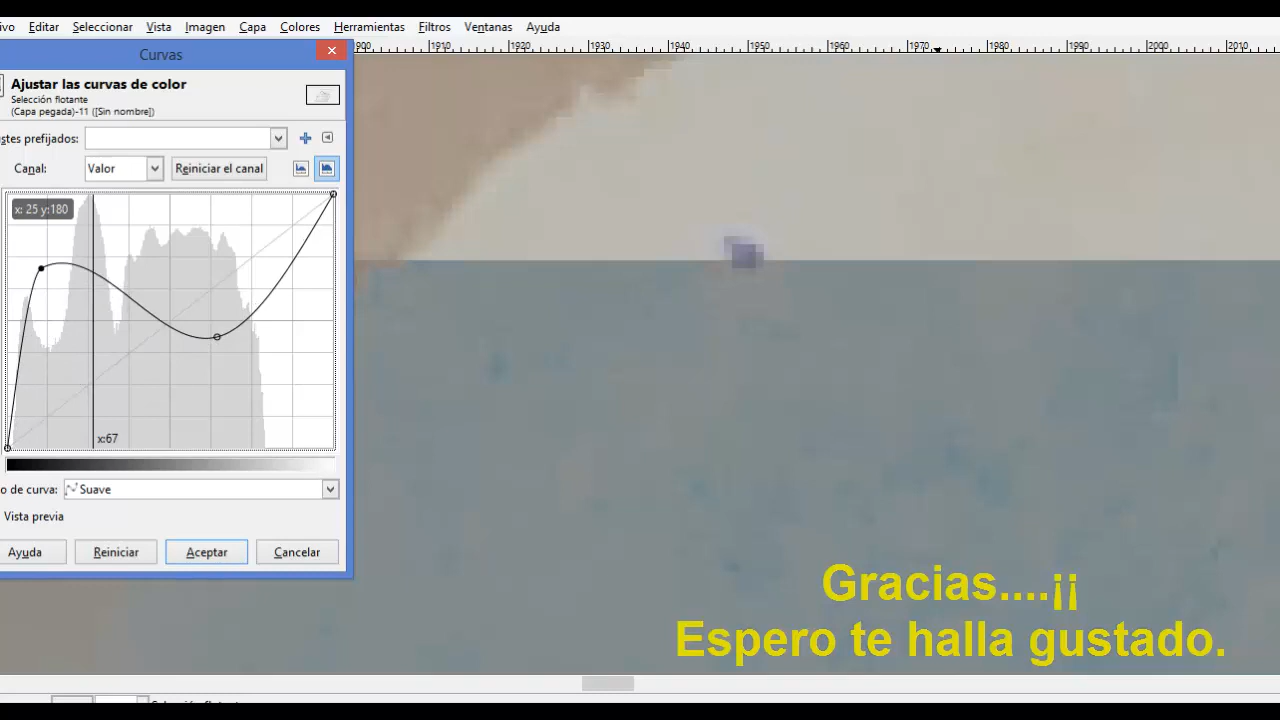 ivo Editar Seleccionar Vista Imagen Capa Colores Herramientas Filtros Ventanas Ayuda
Curvas
1900 1910 1920 1930 1940 1950 1960 1970 1980 1990 2000 2010
Ajustar las curvas de color
Selección flotante
(Capa pegada)-11 ([Sin nombre])
stes prefijados:
Canal: Valor Reiniciar el canal
x: 25 y:180
x:67
o de curva: Suave
Vista previa
Ayuda Reiniciar Aceptar Cancelar
Gracias....¡¡
Espero te halla gustado.